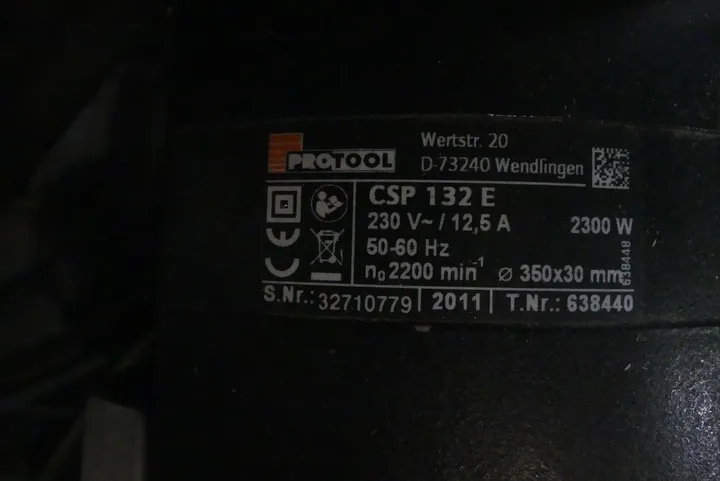 PROTOOL
Wertstr. 20
D-73240 Wendlingen
CSP 132 E
230 V~ / 12,5 A 2300 W
50-60 Hz
n₀ 2200 min⁻¹ ⌀ 350x30 mm
638448
S.Nr.: 32710779 | 2011 | T.Nr.: 638440